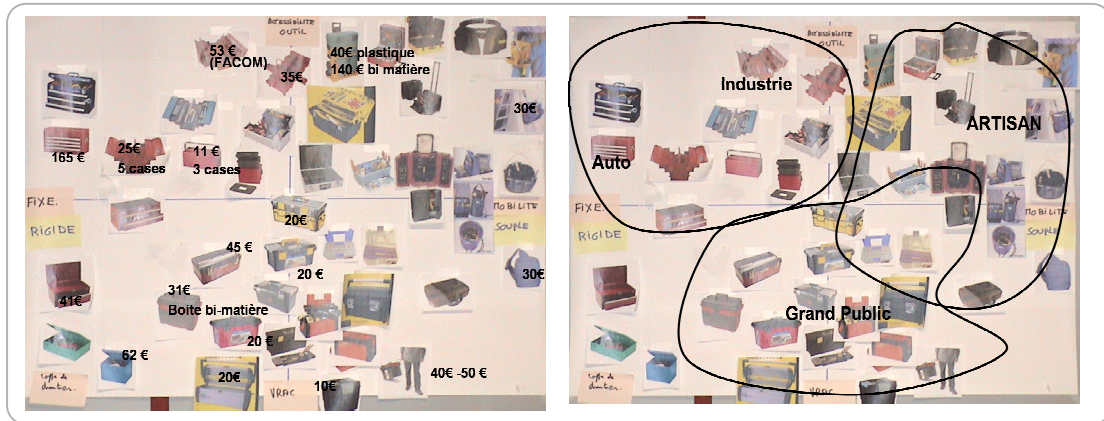 ACCESSIBILITE
OUTIL
53 €
(FACOM)
35€
40€ plastique
140 € bi matière
30€
165 €
25€
5 cases
11 €
3 cases
FIXE.
RIGIDE
20€
MOBILITE
SOUPLE
45 €
20 €
30€
41€
31€
Boite bi-matière
20 €
62 €
20€
10€
40€ -50 €
VRAC
ACCESSIBILITE
OUTIL
Industrie
ARTISAN
Auto
FIXE.
RIGIDE
MOBILITE
SOUPLE
Grand Public
VRAC